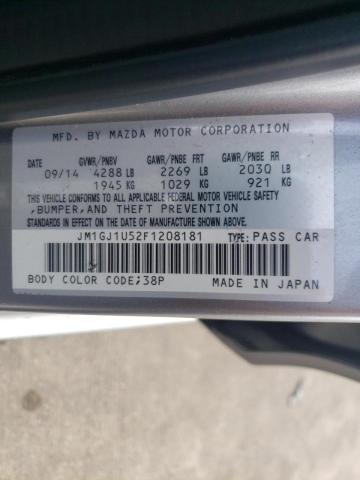 MFD. BY MAZDA MOTOR CORPORATION
DATE GVWR/PNBV GAWR/PNBE FRT GAWR/PNBE RR
09/14 4288 LB 2269 LB 2030 LB
1945 KG 1029 KG 921 KG
THIS VEHICLE CONFORMS TO ALL APPLICABLE FEDERAL MOTOR VEHICLE SAFETY
,BUMPER,AND THEFT PREVENTION
STANDARDS IN EFFECT ON THE DATE OF MANUFACTURE SHOWN ABOVE.
JM1GJ1U52F1208181 TYPE: PASS CAR
BODY COLOR CODE;38P MADE IN JAPAN